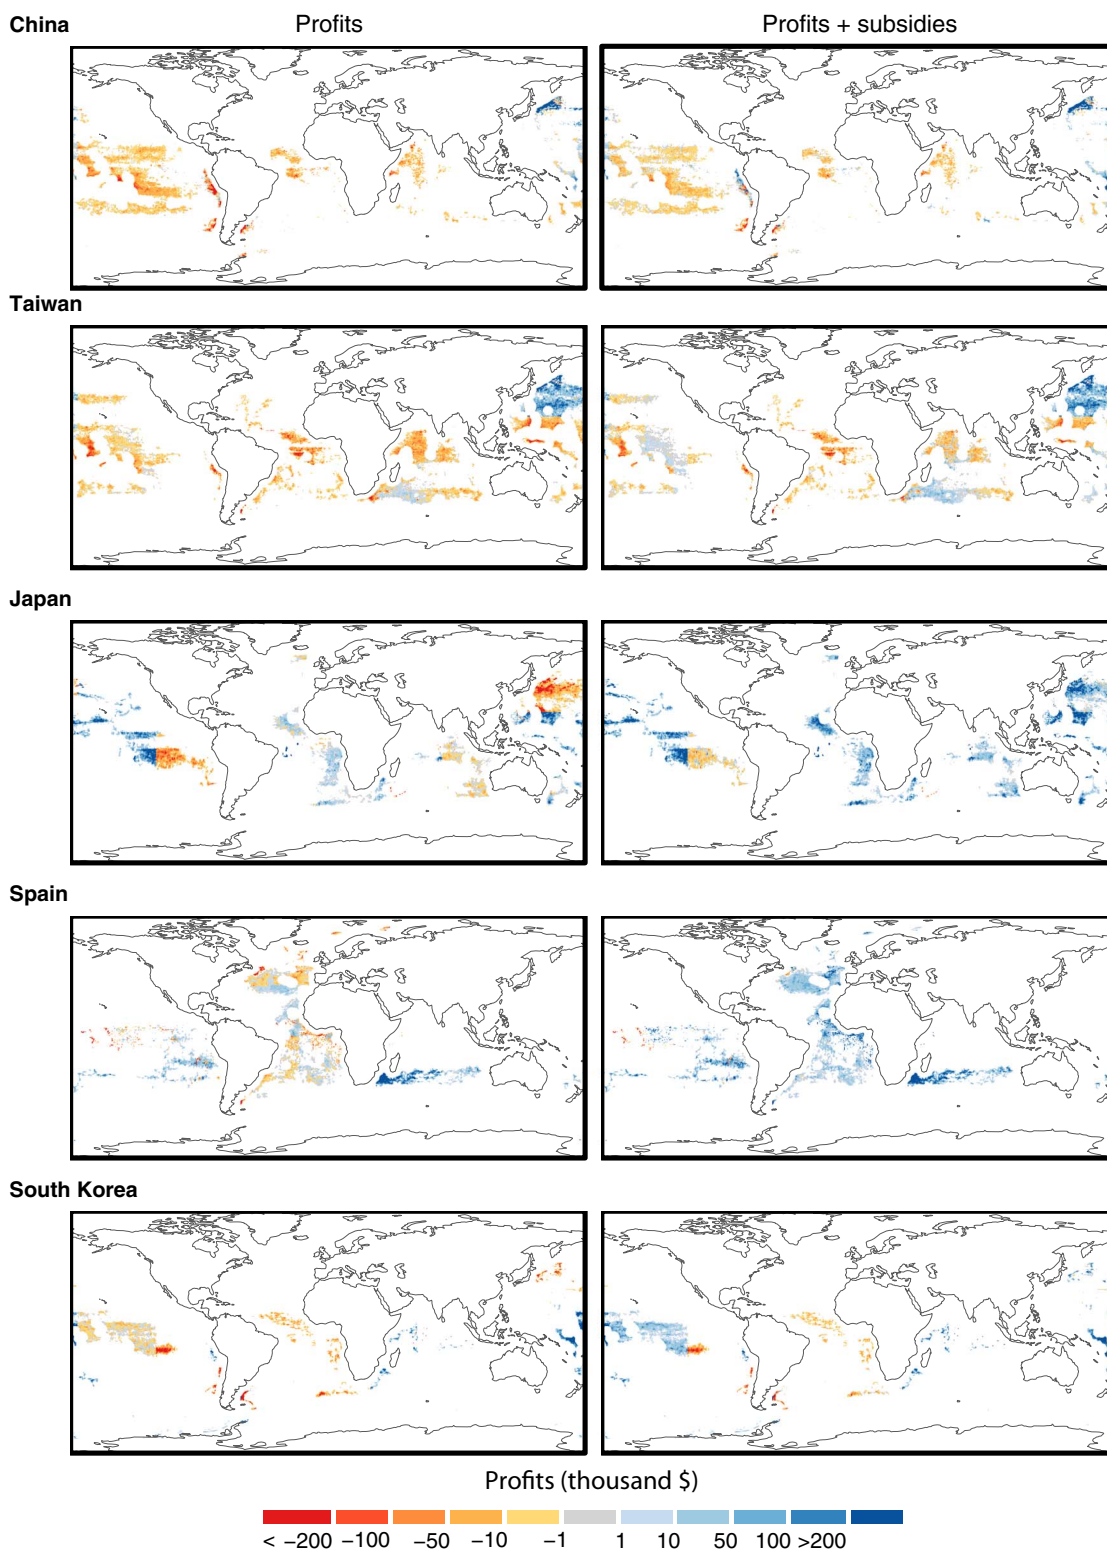 China
Profits
Profits + subsidies
Taiwan
Japan
Spain
South Korea
Profits (thousand $)
< −200 −100 −50 −10 −1 1 10 50 100 >200